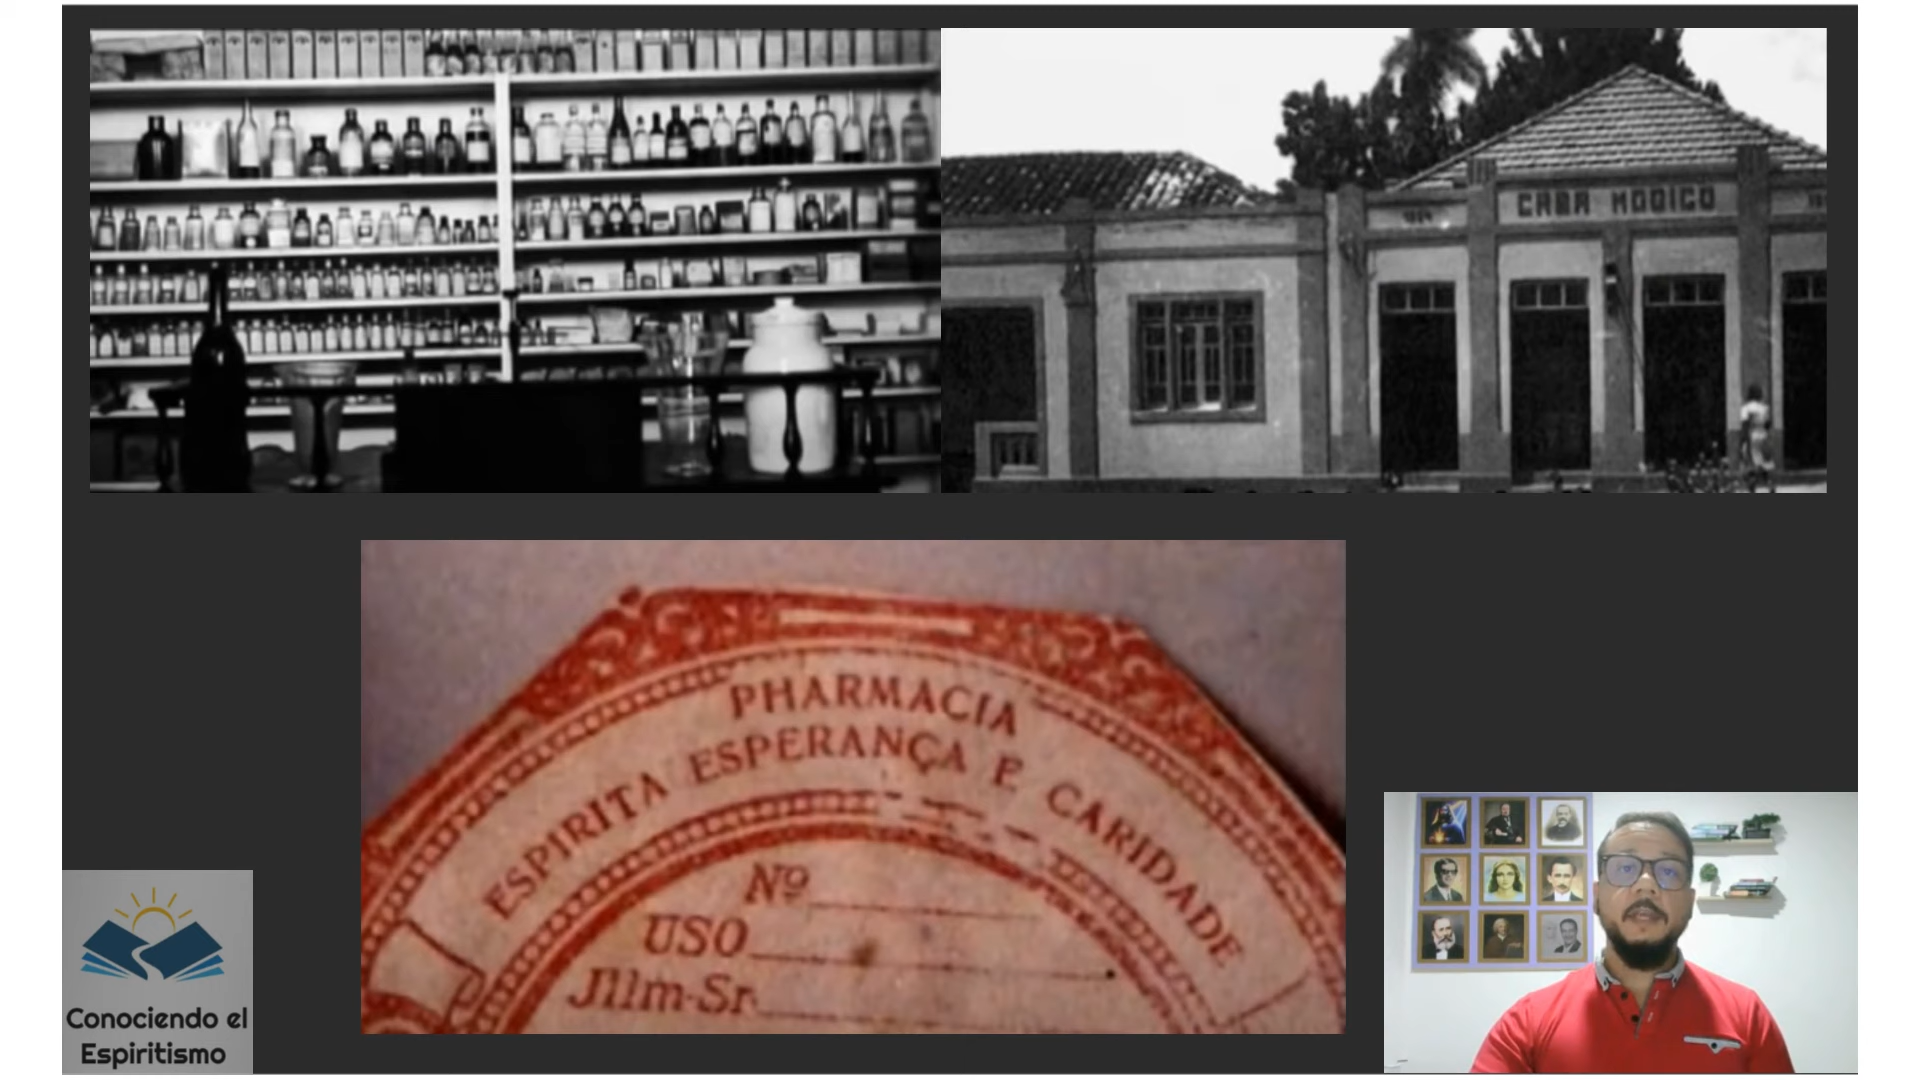 CASA MODICO
PHARMACIA
ESPIRITA ESPERANÇA E CARIDADE
Nº
USO
Jllm-Sr.
Conociendo el
Espiritismo